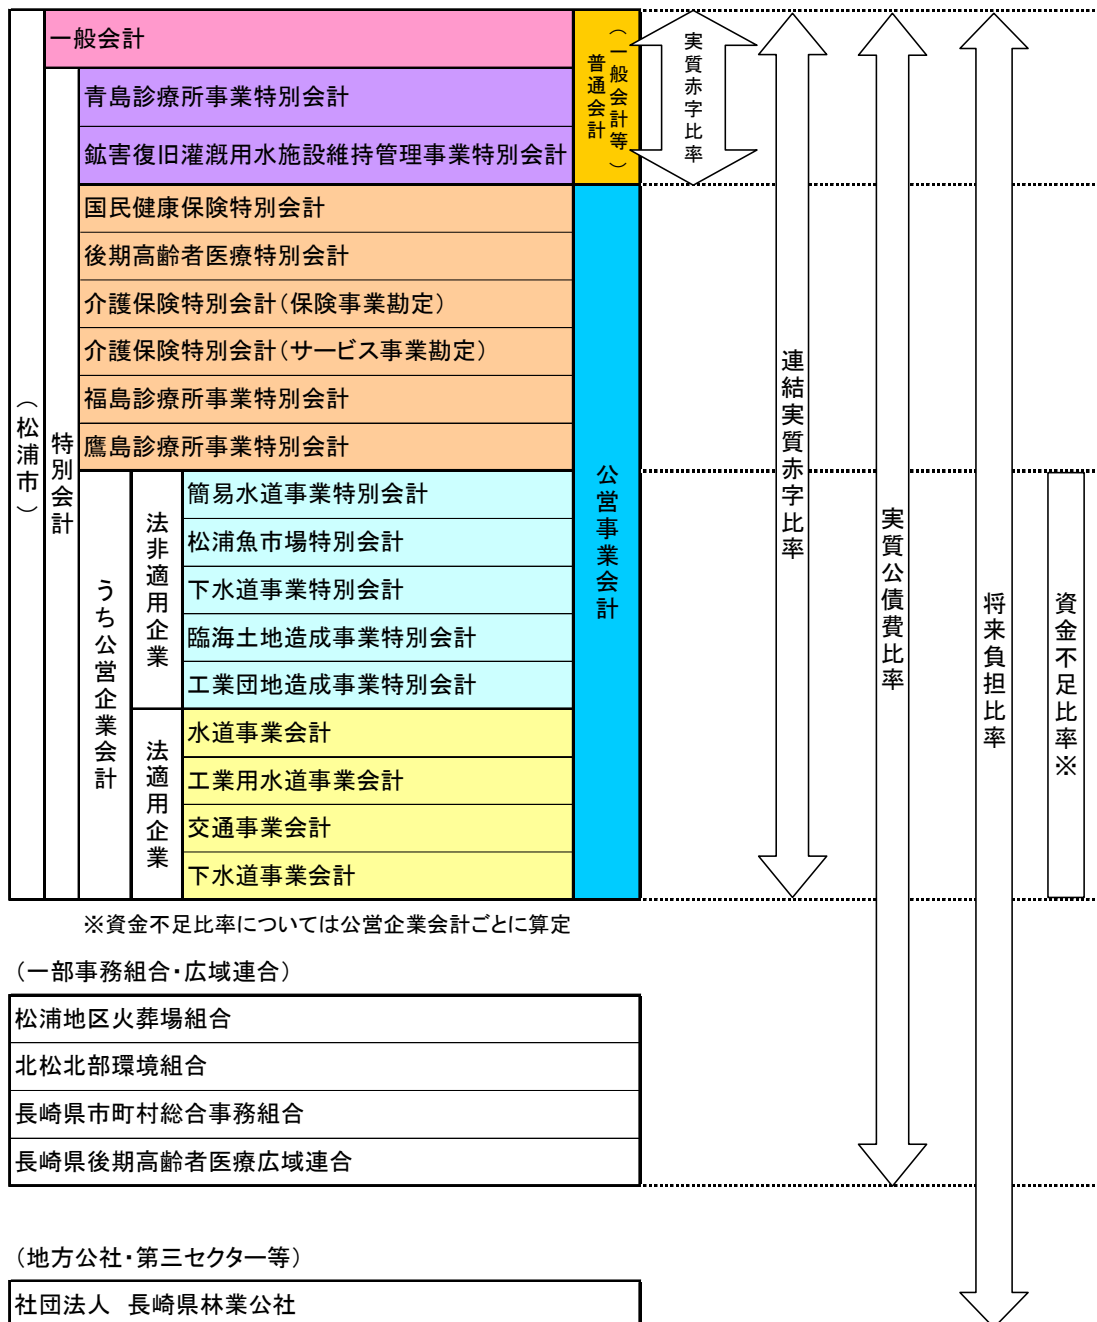 （松浦市）
一般会計
特別会計
青島診療所事業特別会計
鉱害復旧灌漑用水施設維持管理事業特別会計
国民健康保険特別会計
後期高齢者医療特別会計
介護保険特別会計（保険事業勘定）
介護保険特別会計（サービス事業勘定）
福島診療所事業特別会計
鷹島診療所事業特別会計
うち公営企業会計
法非適用企業
簡易水道事業特別会計
松浦魚市場特別会計
下水道事業特別会計
臨海土地造成事業特別会計
工業団地造成事業特別会計
法適用企業
水道事業会計
工業用水道事業会計
交通事業会計
下水道事業会計
（一般会計等）
普通会計
公営事業会計
実質赤字比率
連結実質赤字比率
実質公債費比率
将来負担比率
資金不足比率※
※資金不足比率については公営企業会計ごとに算定
（一部事務組合・広域連合）
松浦地区火葬場組合
北松北部環境組合
長崎県市町村総合事務組合
長崎県後期高齢者医療広域連合
（地方公社・第三セクター等）
社団法人　長崎県林業公社